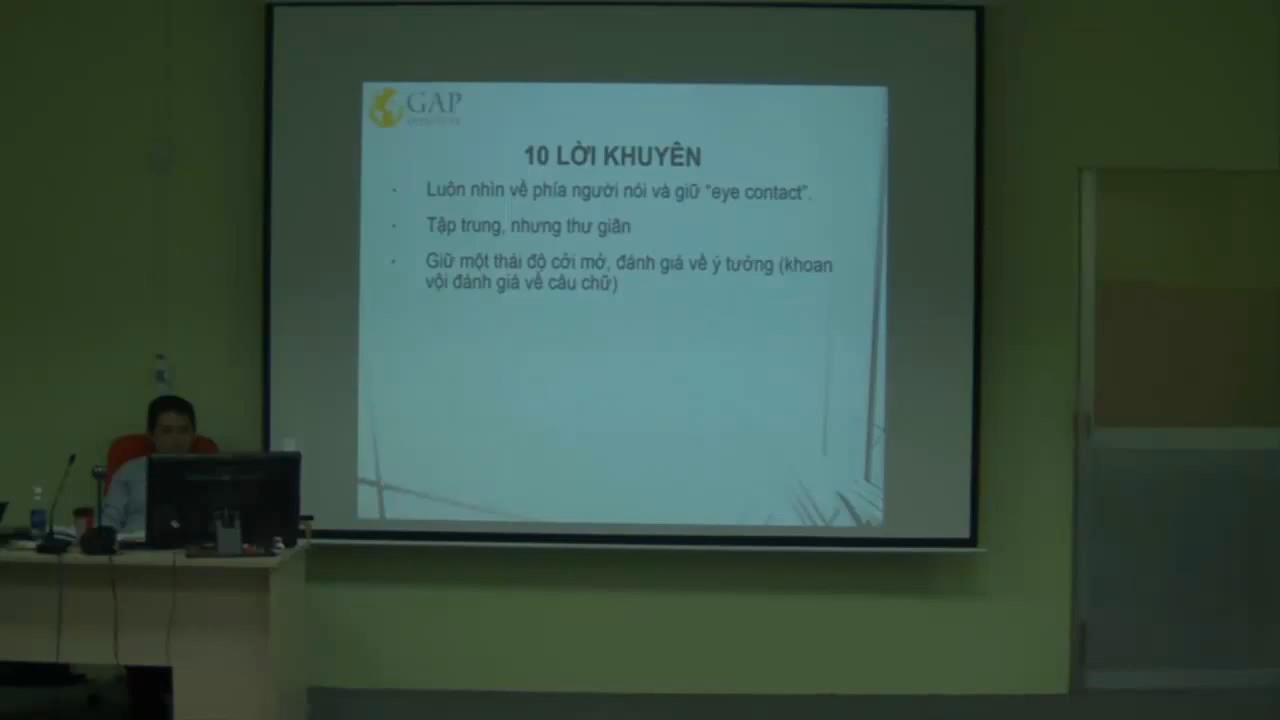 GAP
10 LỜI KHUYÊN
· Luôn nhìn về phía người nói và giữ "eye contact".
· Tập trung, nhưng thư giãn
· Giữ một thái độ cởi mở, đánh giá về ý tưởng (khoan
vội đánh giá về câu chữ)